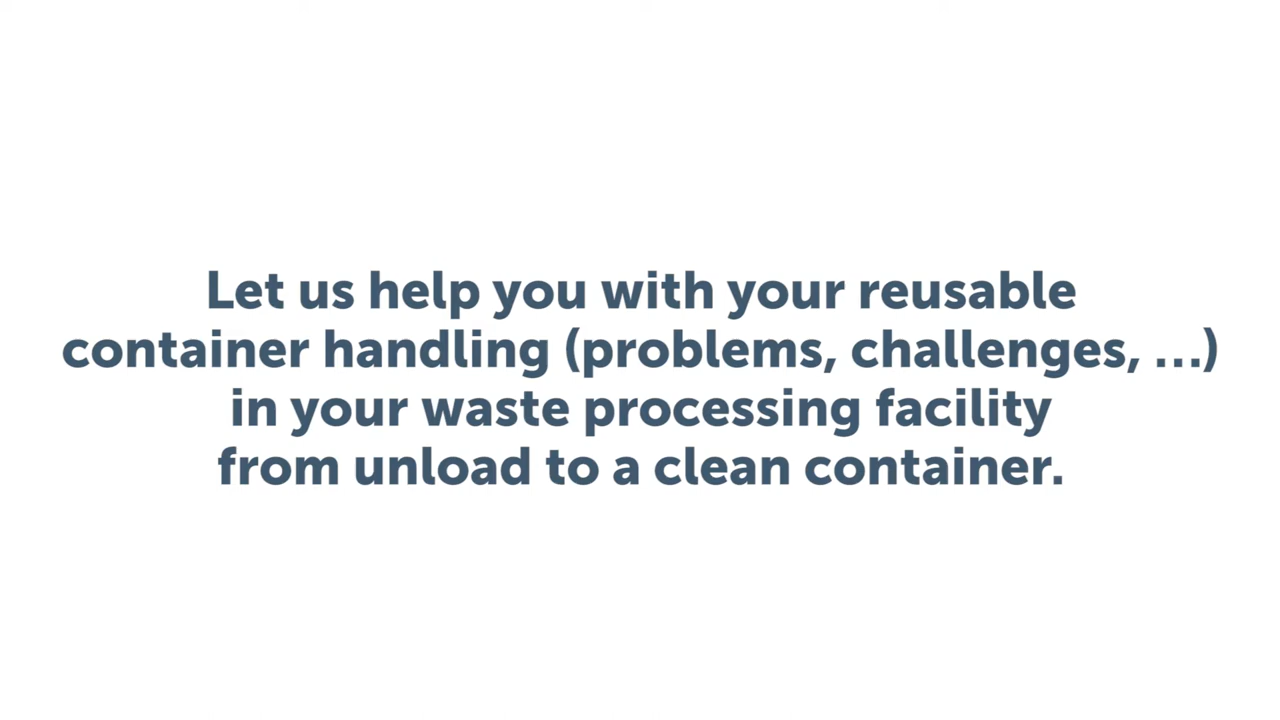 Let us help you with your reusable
container handling (problems, challenges, ...)
in your waste processing facility
from unload to a clean container.